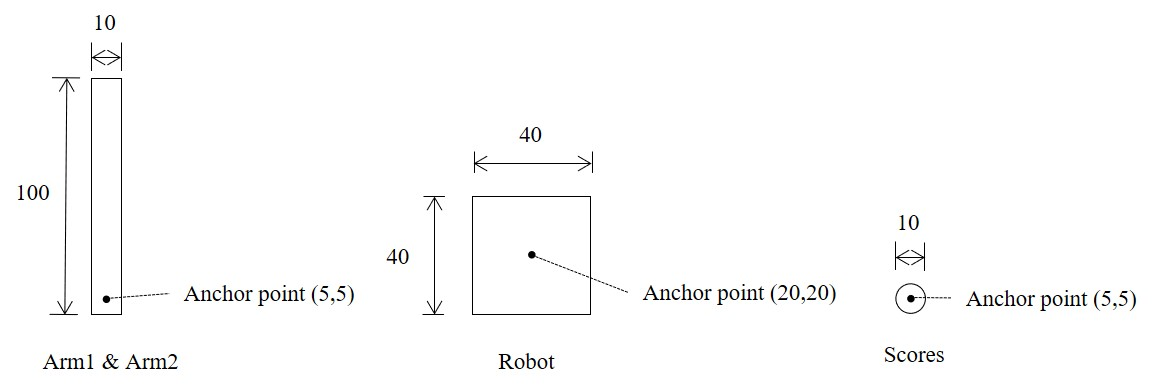 10
100
Anchor point (5,5)
Arm1 & Arm2
40
40
Anchor point (20,20)
Robot
10
Anchor point (5,5)
Scores